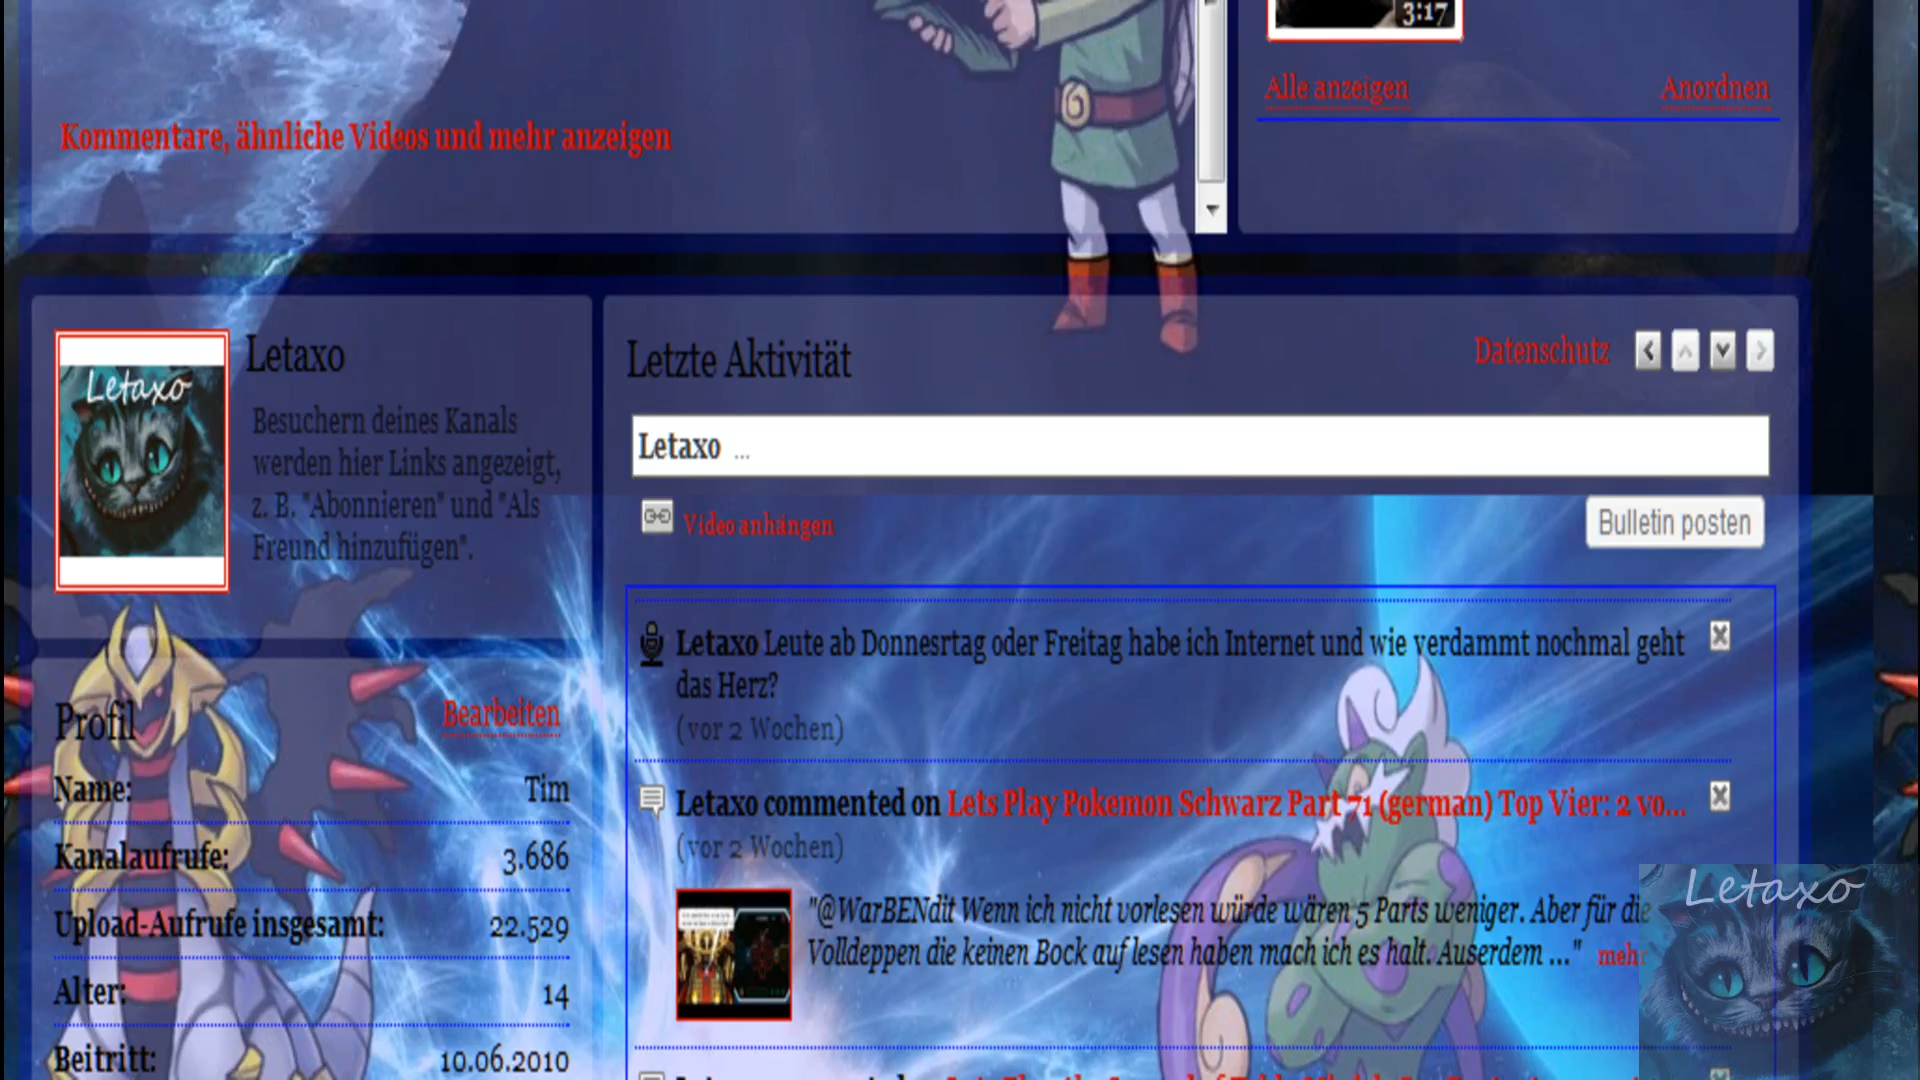 3:17
Alle anzeigen
Anordnen
Kommentare, ähnliche Videos und mehr anzeigen
Letaxo
Letaxo
Besuchern deines Kanals
werden hier Links angezeigt,
z. B. "Abonnieren" und "Als
Freund hinzufügen".
Letzte Aktivität
Datenschutz
Letaxo ...
Video anhängen
Bulletin posten
Letaxo Leute ab Donnesrtag oder Freitag habe ich Internet und wie verdammt nochmal geht
das Herz?
(vor 2 Wochen)
Letaxo commented on Lets Play Pokemon Schwarz Part 71 (german) Top Vier: 2 vo...
(vor 2 Wochen)
"@WarBENdit Wenn ich nicht vorlesen würde wären 5 Parts weniger. Aber für die
Volldeppen die keinen Bock auf lesen haben mach ich es halt. Auserdem ..." mehr
Profil
Bearbeiten
Name: Tim
Kanalaufrufe: 3.686
Upload-Aufrufe insgesamt: 22.529
Alter: 14
Beitritt: 10.06.2010
Letaxo